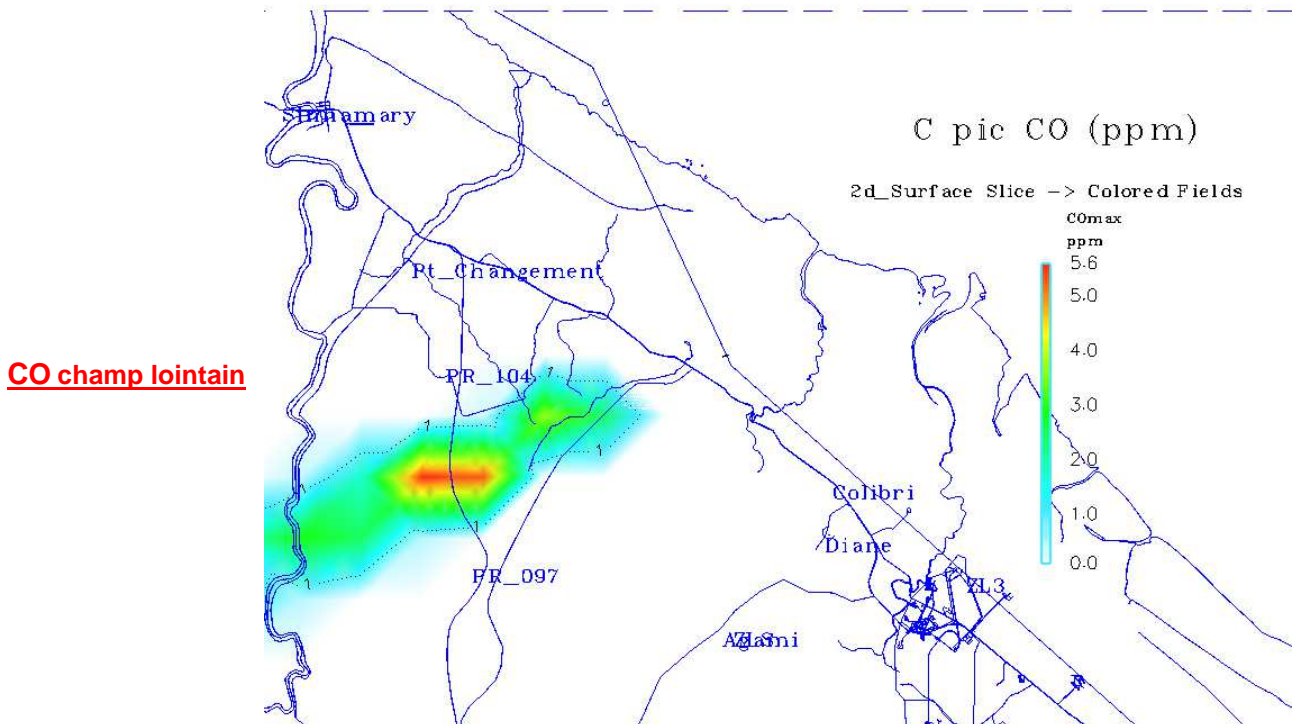 Sinnamary
C pic CO (ppm)
2d_Surface Slice -> Colored Fields
COmax
ppm
5.6
5.0
4.0
3.0
2.0
1.0
0.0
Pt_Changement
CO champ lointain
PR_104
1
1
1
1
1
Colibri
Diane
PR_097
ZL3